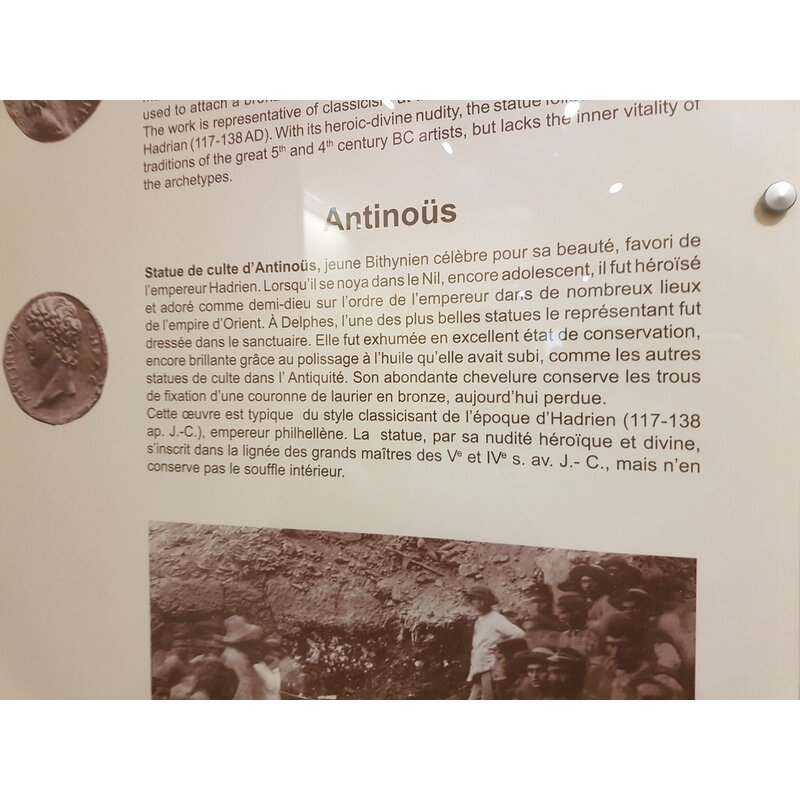 used to attach a
The work is representative of classicis
Hadrian (117-138 AD). With its heroic-divine nudity, the statue
traditions of the great 5th and 4th century BC artists, but lacks the inner vitality of
the archetypes.
Antinoüs
Statue de culte d'Antinoüs, jeune Bithynien célèbre pour sa beauté, favori de
l'empereur Hadrien. Lorsqu'il se noya dans le Nil, encore adolescent, il fut héroïsé
et adoré comme demi-dieu sur l'ordre de l'empereur dans de nombreux lieux
de l'empire d'Orient. À Delphes, l'une des plus belles statues le représentant fut
dressée dans le sanctuaire. Elle fut exhumée en excellent état de conservation,
encore brillante grâce au polissage à l'huile qu'elle avait subi, comme les autres
statues de culte dans l'Antiquité. Son abondante chevelure conserve les trous
de fixation d'une couronne de laurier en bronze, aujourd'hui perdue.
Cette œuvre est typique du style classicisant de l'époque d'Hadrien (117-138
ap. J.-C.), empereur philhellène. La statue, par sa nudité héroïque et divine,
s'inscrit dans la lignée des grands maîtres des Ve et IVe s. av. J.- C., mais n'en
conserve pas le souffle intérieur.